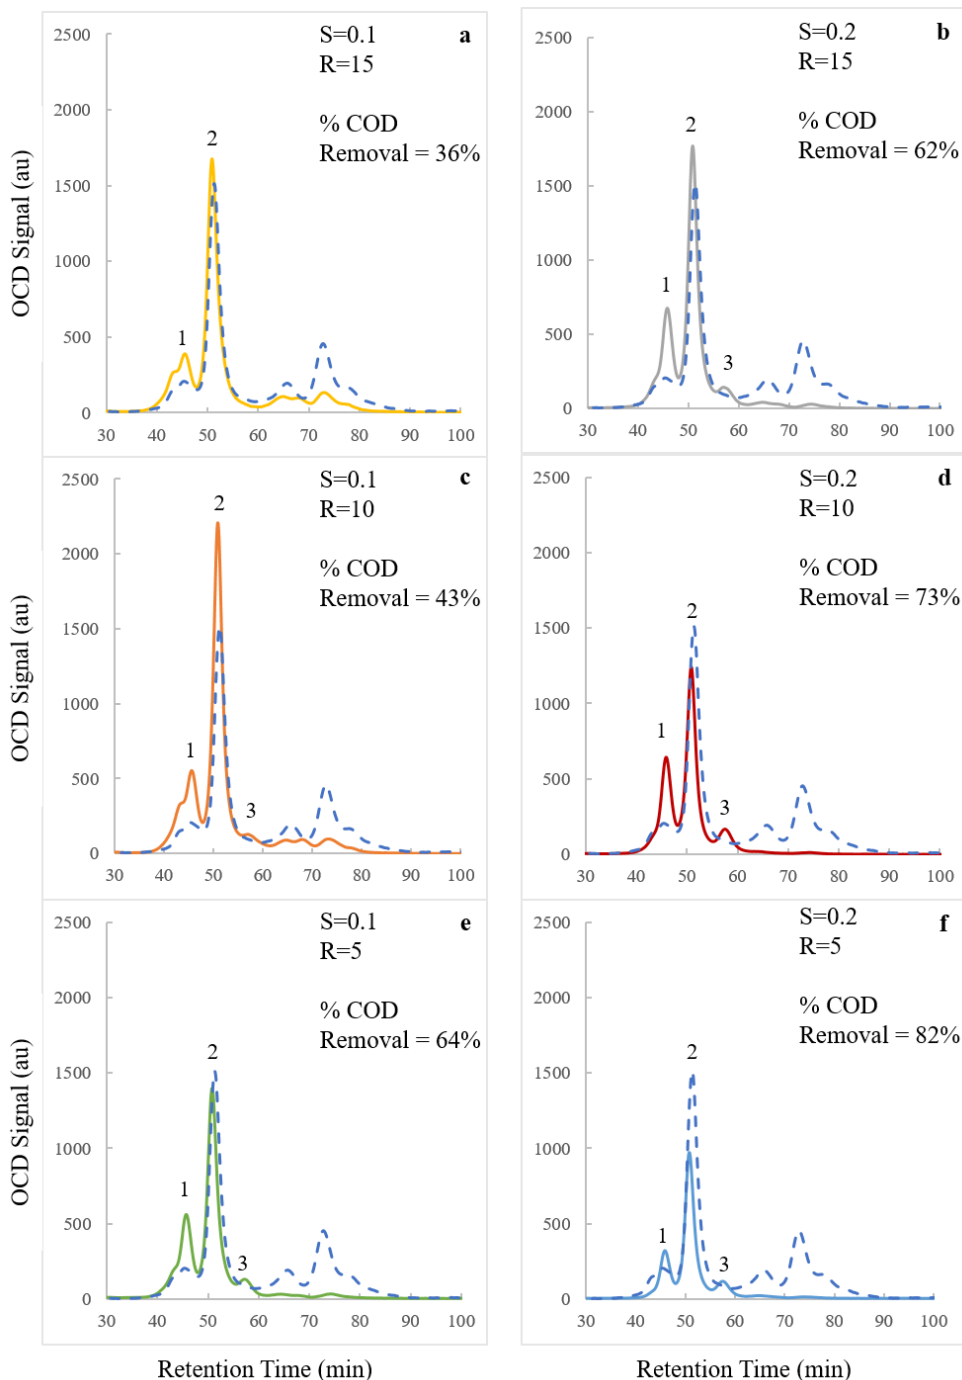 S=0.1
R=15
a
% COD
Removal = 36%
2
1
OCD Signal (au)
2500
2000
1500
1000
500
0
30 40 50 60 70 80 90 100
S=0.2
R=15
b
% COD
Removal = 62%
2
1
3
2500
2000
1500
1000
500
0
30 40 50 60 70 80 90 100
S=0.1
R=10
c
% COD
Removal = 43%
2
1
3
OCD Signal (au)
2500
2000
1500
1000
500
0
30 40 50 60 70 80 90 100
S=0.2
R=10
d
% COD
Removal = 73%
2
1
3
2500
2000
1500
1000
500
0
30 40 50 60 70 80 90 100
S=0.1
R=5
e
% COD
Removal = 64%
2
1
3
OCD Signal (au)
2500
2000
1500
1000
500
0
30 40 50 60 70 80 90 100
Retention Time (min)
S=0.2
R=5
f
% COD
Removal = 82%
2
1
3
2500
2000
1500
1000
500
0
30 40 50 60 70 80 90 100
Retention Time (min)